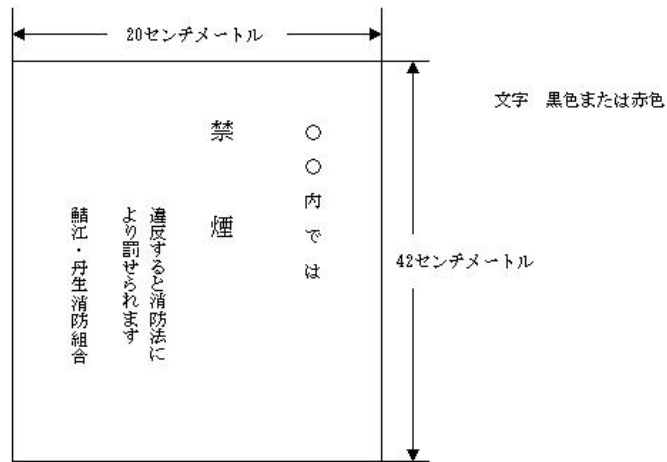 20センチメートル
文字　黒色または赤色
○○内では
禁煙
違反すると消防法に
より罰せられます
鯖江・丹生消防組合
42センチメートル